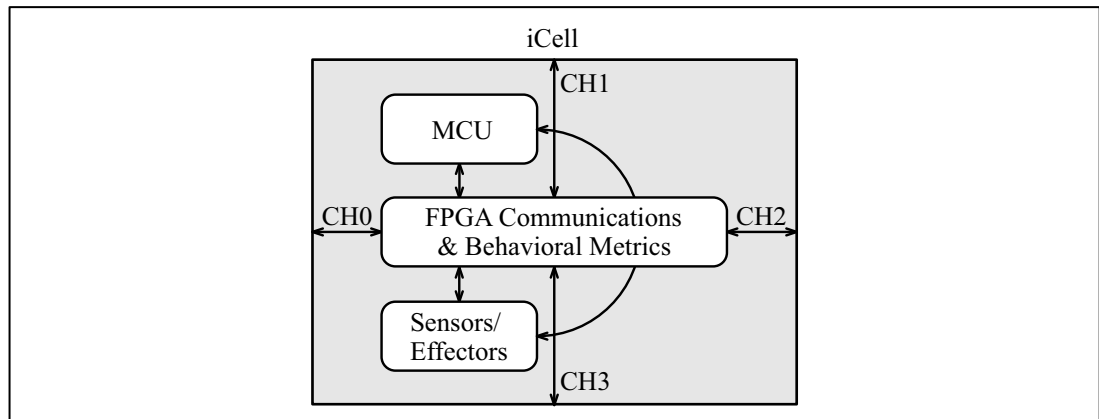 iCell
CH1
MCU
CH0
FPGA Communications
& Behavioral Metrics
CH2
Sensors/
Effectors
CH3